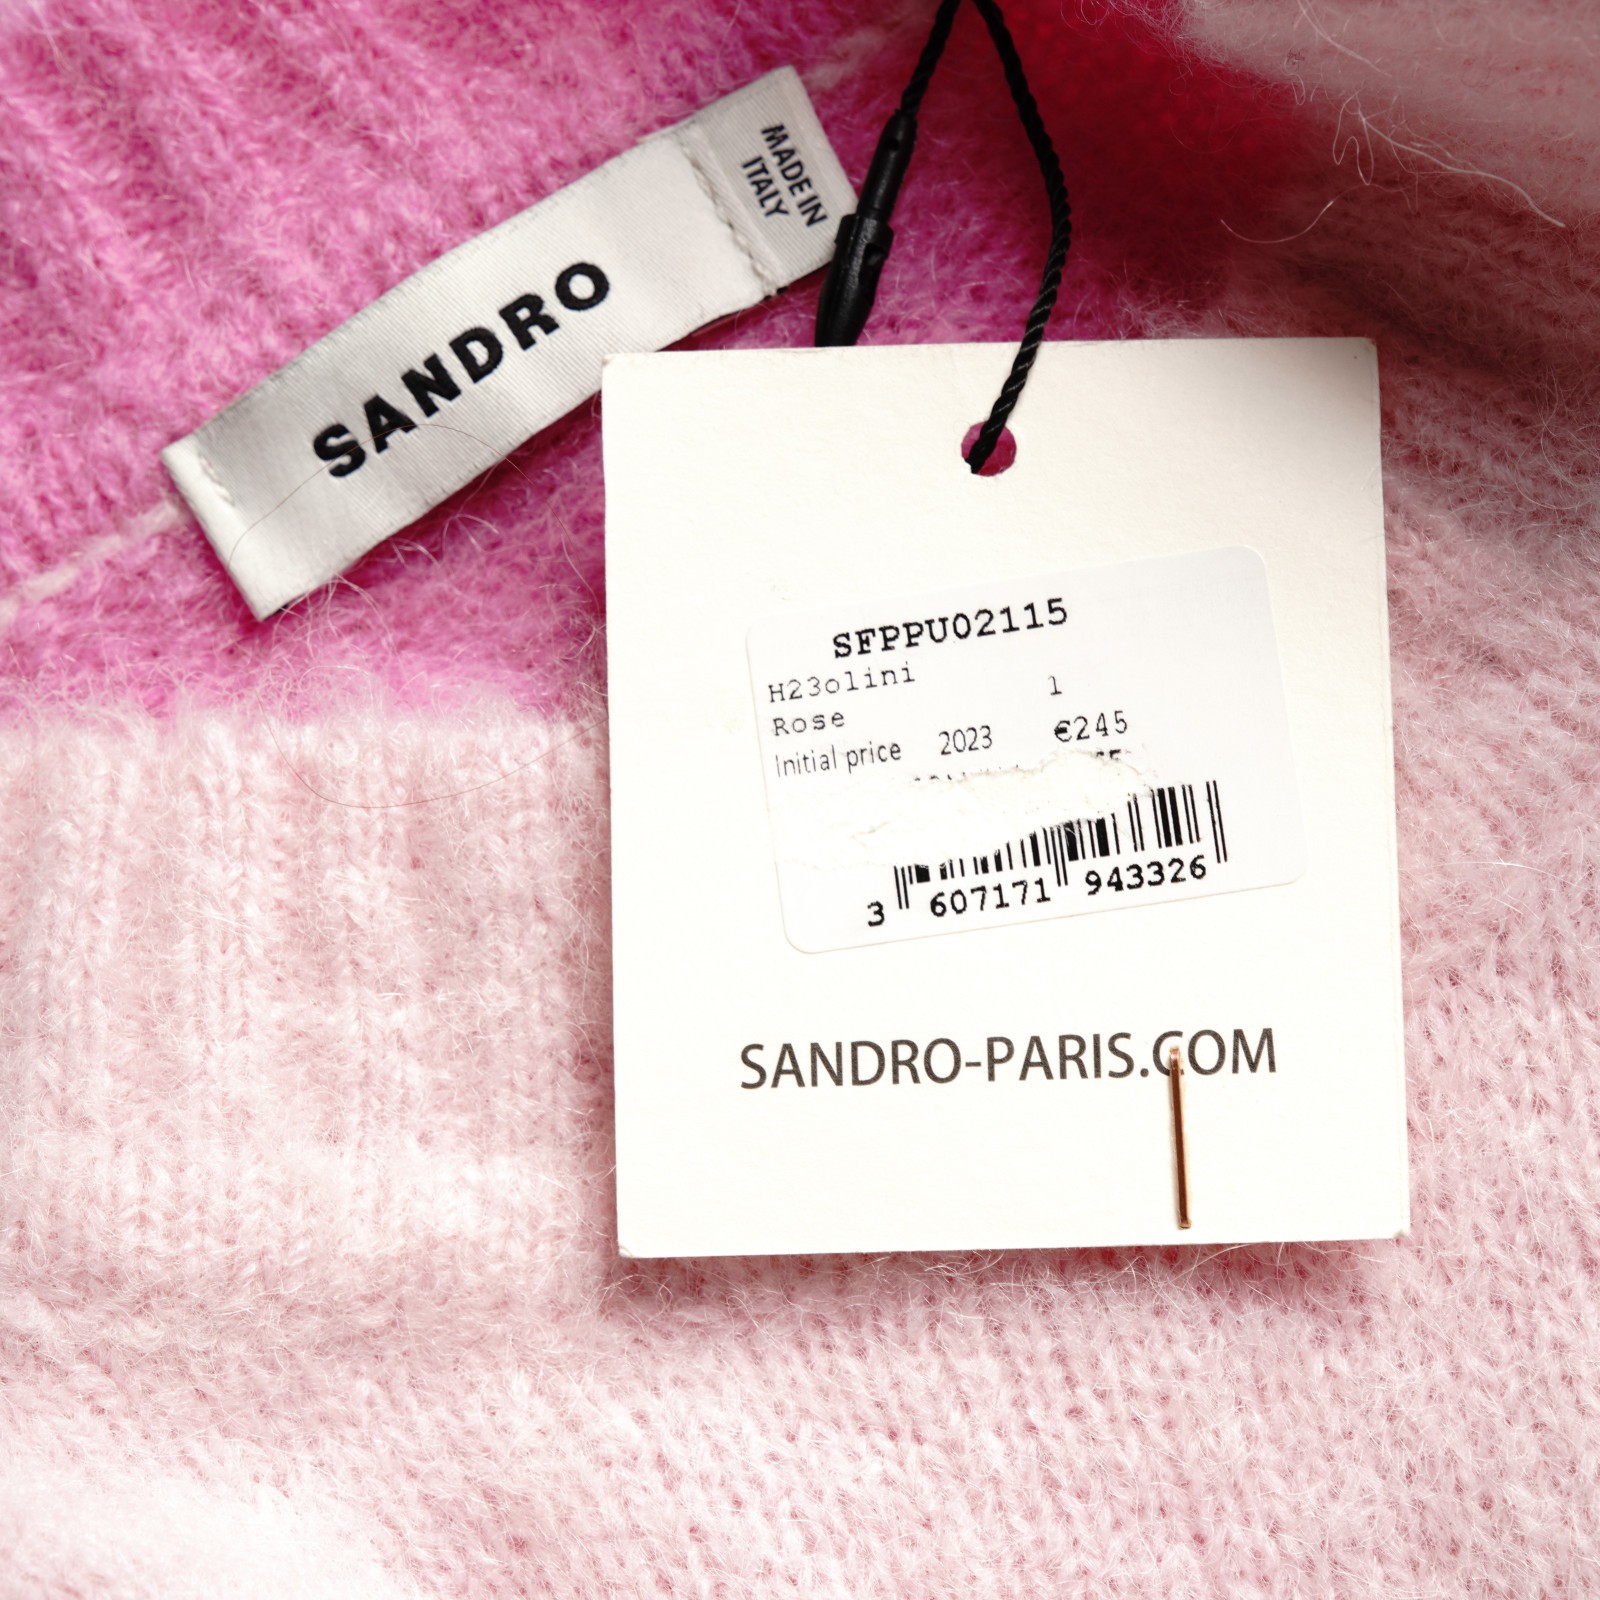 SANDRO
MADE IN
ITALY
SFPPU02115
H23olini
1
Rose
Initial price 2023 €245
3 607171 943326
SANDRO-PARIS.COM